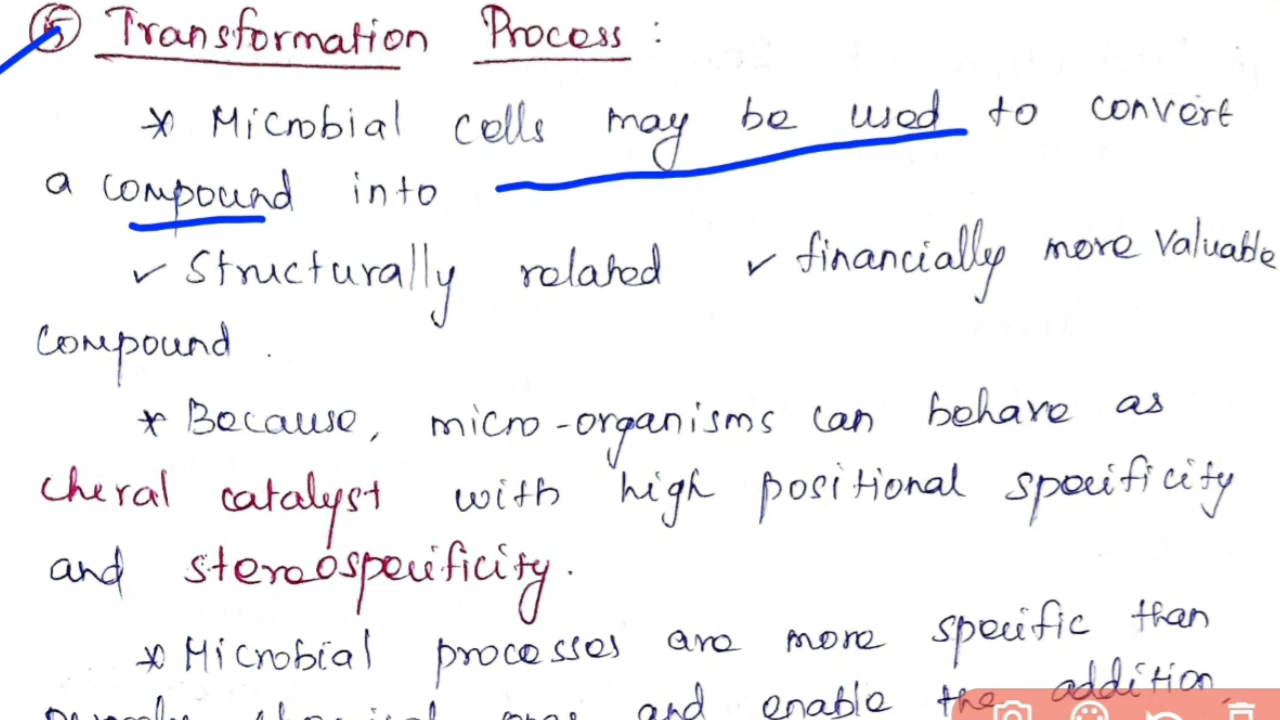 ⑤ Transformation Process :
* Microbial cells may be used to convert
a compound into
✓ Structurally related ✓ financially more valuable
compound.
* Because, micro-organisms can behave as
cheral catalyst with high positional specificity
and stereospecificity.
* Microbial processes are more specific than
and enable the addition